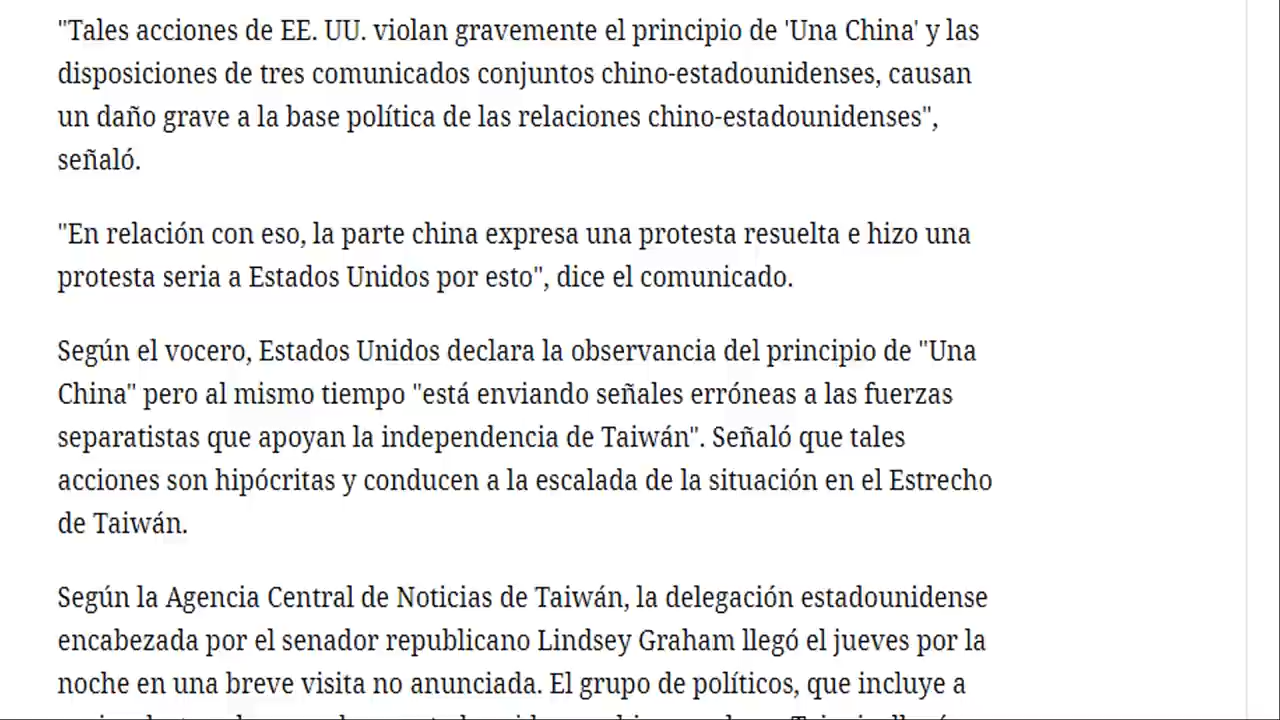 "Tales acciones de EE. UU. violan gravemente el principio de 'Una China' y las
disposiciones de tres comunicados conjuntos chino-estadounidenses, causan
un daño grave a la base política de las relaciones chino-estadounidenses",
señaló.
"En relación con eso, la parte china expresa una protesta resuelta e hizo una
protesta seria a Estados Unidos por esto", dice el comunicado.
Según el vocero, Estados Unidos declara la observancia del principio de "Una
China" pero al mismo tiempo "está enviando señales erróneas a las fuerzas
separatistas que apoyan la independencia de Taiwán". Señaló que tales
acciones son hipócritas y conducen a la escalada de la situación en el Estrecho
de Taiwán.
Según la Agencia Central de Noticias de Taiwán, la delegación estadounidense
encabezada por el senador republicano Lindsey Graham llegó el jueves por la
noche en una breve visita no anunciada. El grupo de políticos, que incluye a